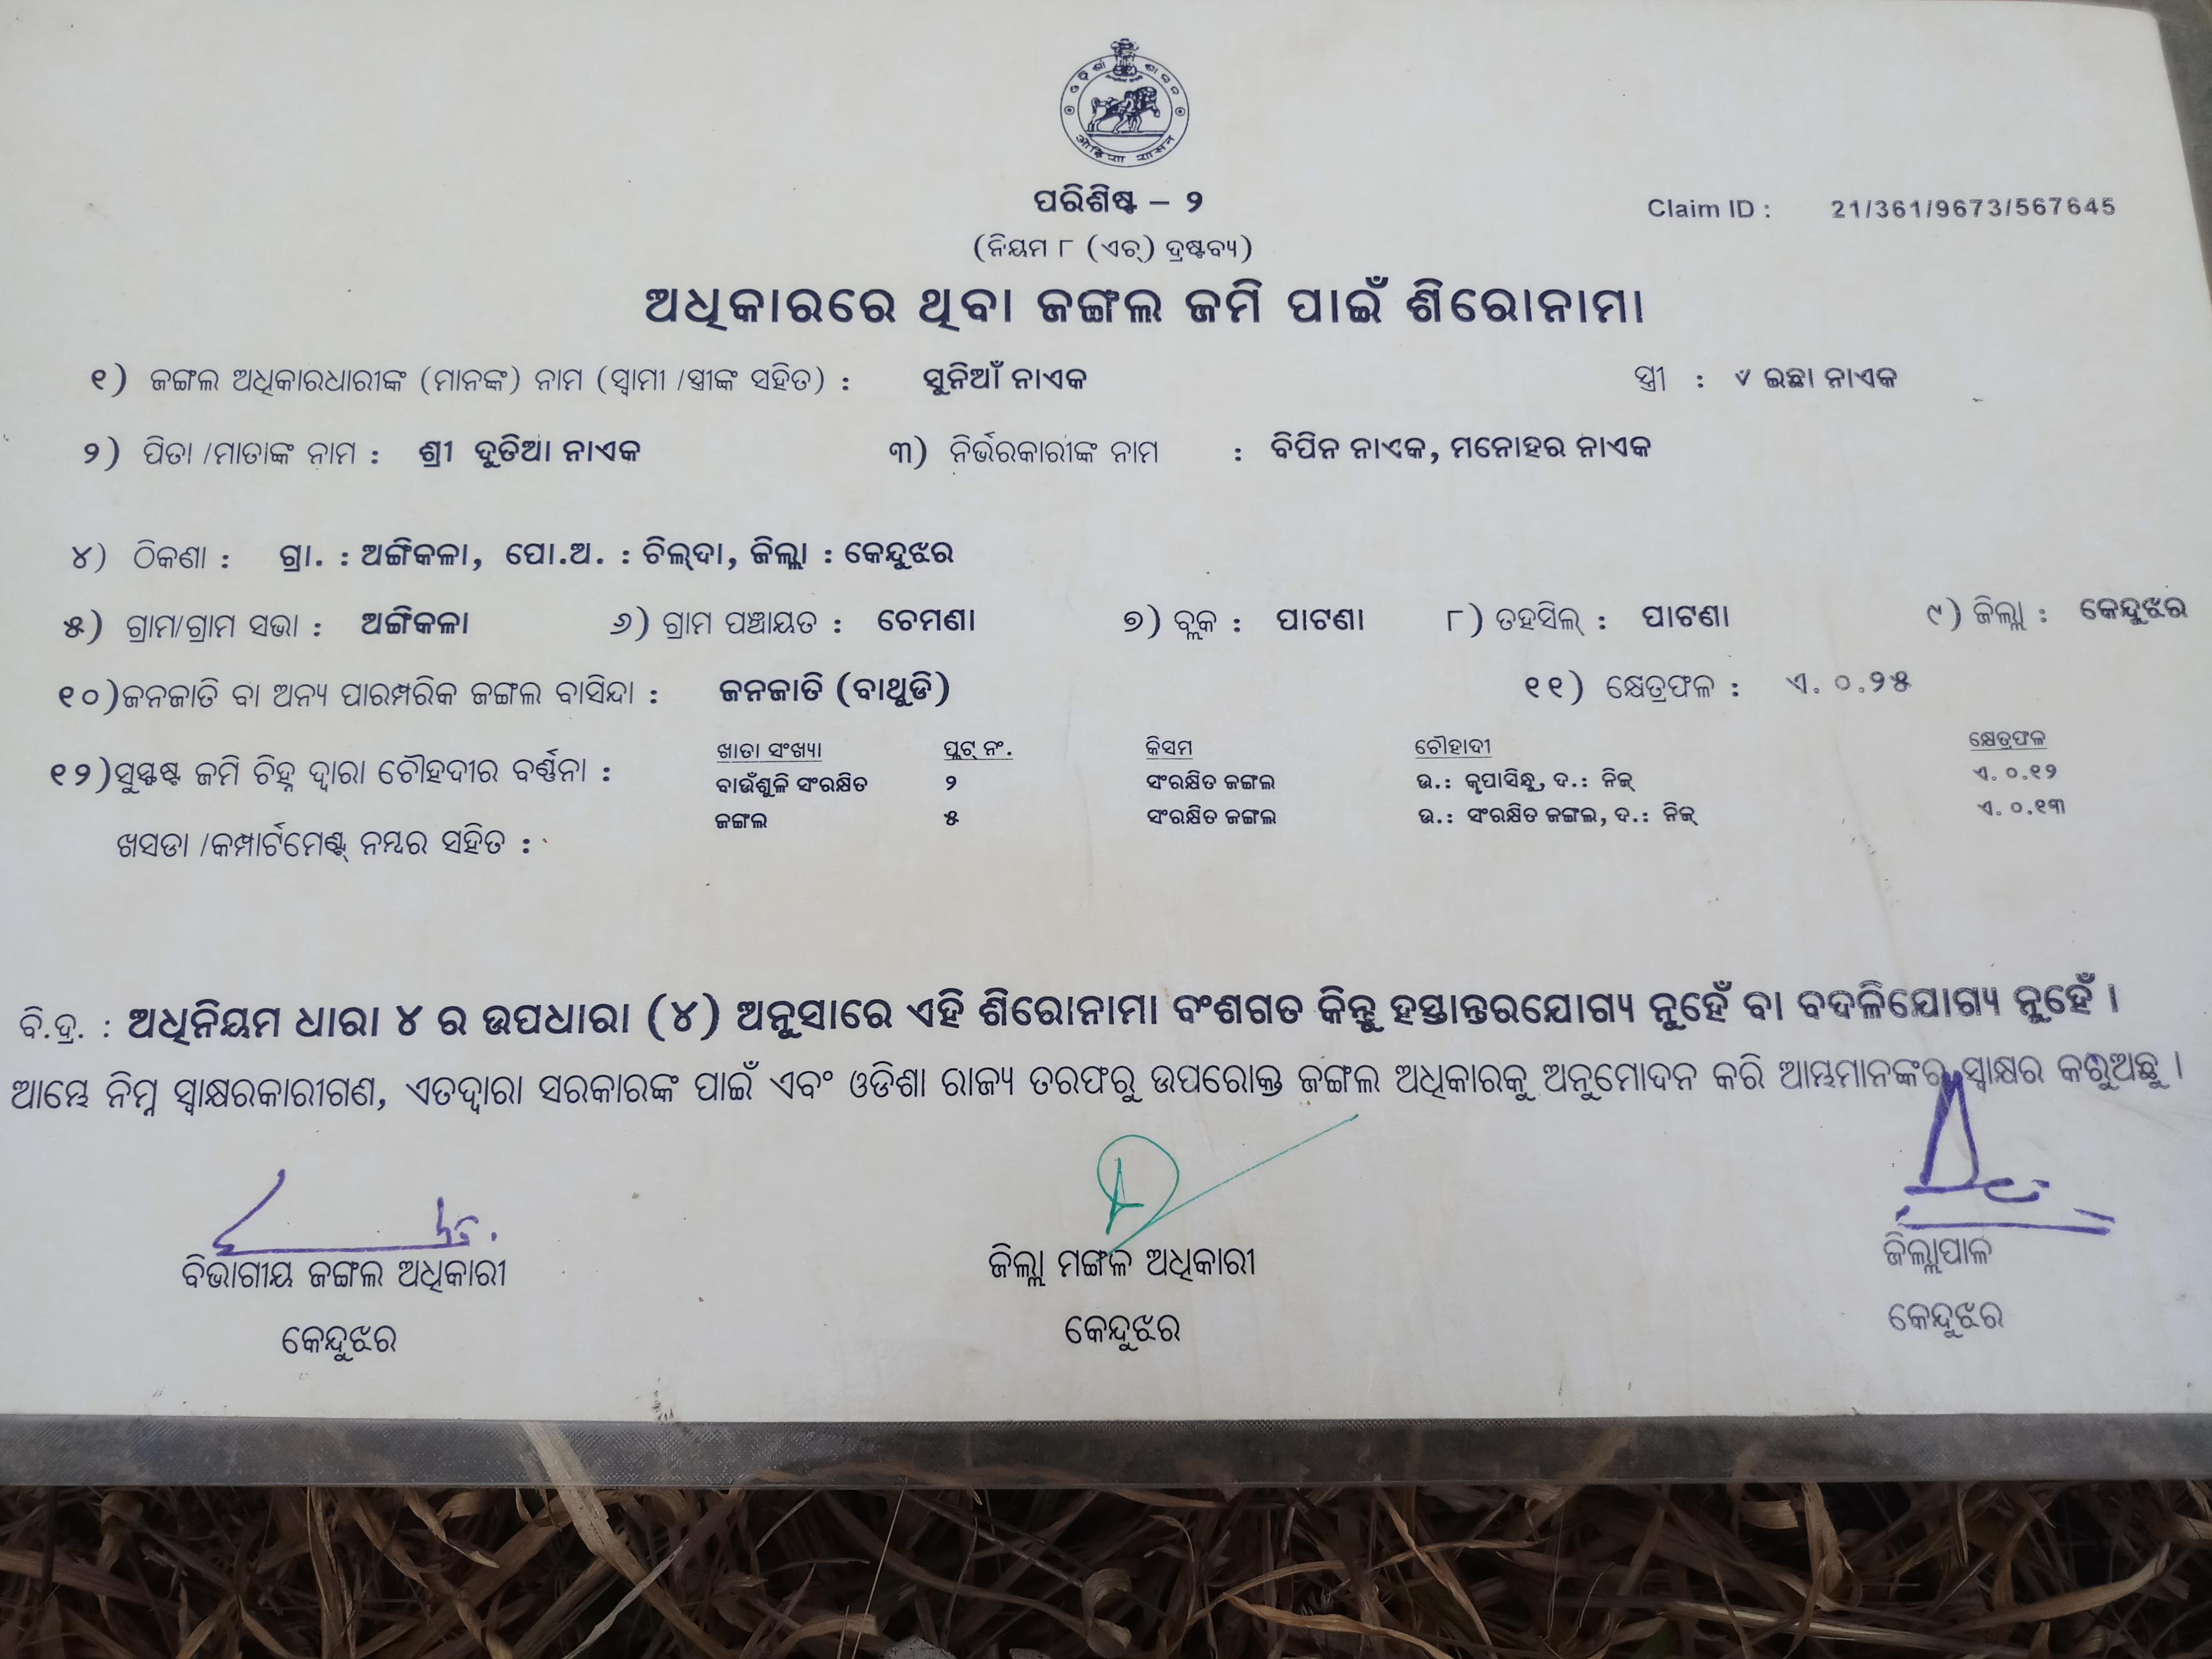 ଓଡ଼ିଶା ଶାସନ
ओड़िशा शासन
ପରିଶିଷ୍ଟ – ୨
Claim ID : 21/361/9673/567645
(ନିୟମ ୮ (ଏଚ୍) ଦ୍ରଷ୍ଟବ୍ୟ)
ଅଧିକାରରେ ଥିବା ଜଙ୍ଗଲ ଜମି ପାଇଁ ଶିରୋନାମା
୧) ଜଙ୍ଗଲ ଅଧିକାରଧାରୀଙ୍କ (ମାନଙ୍କ) ନାମ (ସ୍ୱାମୀ /ସ୍ତ୍ରୀଙ୍କ ସହିତ) : ସୁନିଆଁ ନାଏକ ସ୍ତ୍ରୀ : ୰ ଇଛା ନାଏକ
୨) ପିତା /ମାତାଙ୍କ ନାମ : ଶ୍ରୀ ଦୁତିଆ ନାଏକ ୩) ନିର୍ଭରକାରୀଙ୍କ ନାମ : ବିପିନ ନାଏକ, ମନୋହର ନାଏକ
୪) ଠିକଣା : ଗ୍ରା. : ଅଙ୍ଗିକଳା, ପୋ.ଅ. : ଚିଲ୍‌ଦା, ଜିଲ୍ଲା : କେନ୍ଦୁଝର
୫) ଗ୍ରାମ/ଗ୍ରାମ ସଭା : ଅଙ୍ଗିକଳା ୬) ଗ୍ରାମ ପଞ୍ଚାୟତ : ଚେମଣା ୭) ବ୍ଲକ : ପାଟଣା ୮) ତହସିଲ୍ : ପାଟଣା ୯) ଜିଲ୍ଲା : କେନ୍ଦୁଝର
୧୦)ଜନଜାତି ବା ଅନ୍ୟ ପାରମ୍ପରିକ ଜଙ୍ଗଲ ବାସିନ୍ଦା : ଜନଜାତି (ବାଥୁଡି) ୧୧) କ୍ଷେତ୍ରଫଳ : ଏ. ୦.୨୫
ଖାତା ସଂଖ୍ୟା ପ୍ଲଟ୍ ନଂ. କିସମ ଚୌହାଦୀ କ୍ଷେତ୍ରଫଳ
୧୨)ସୁସ୍ପଷ୍ଟ ଜମି ଚିହ୍ନ ଦ୍ୱାରା ଚୌହଦୀର ବର୍ଣ୍ଣନା : ବାଉଁଶୁଳି ସଂରକ୍ଷିତ ୨ ସଂରକ୍ଷିତ ଜଙ୍ଗଲ ଉ.: କୃପାସିନ୍ଧୁ, ଦ.: ନିଜ୍ ଏ. ୦.୧୨
ଜଙ୍ଗଲ ୫ ସଂରକ୍ଷିତ ଜଙ୍ଗଲ ଉ.: ସଂରକ୍ଷିତ ଜଙ୍ଗଲ, ଦ.: ନିଜ୍ ଏ. ୦.୧୩
ଖସଡା /କମ୍ପାର୍ଟମେଣ୍ଟ୍ ନମ୍ବର ସହିତ :
ବି.ଦ୍ର. : ଅଧିନିୟମ ଧାରା ୪ ର ଉପଧାରା (୪) ଅନୁସାରେ ଏହି ଶିରୋନାମା ବଂଶଗତ କିନ୍ତୁ ହସ୍ତାନ୍ତରଯୋଗ୍ୟ ନୁହେଁ ବା ବଦଳିଯୋଗ୍ୟ ନୁହେଁ ।
ଆମ୍ଭେ ନିମ୍ନ ସ୍ୱାକ୍ଷରକାରୀଗଣ, ଏତଦ୍ୱାରା ସରକାରଙ୍କ ପାଇଁ ଏବଂ ଓଡିଶା ରାଜ୍ୟ ତରଫରୁ ଉପରୋକ୍ତ ଜଙ୍ଗଲ ଅଧିକାରକୁ ଅନୁମୋଦନ କରି ଆମ୍ଭମାନଙ୍କର ସ୍ୱାକ୍ଷର କରୁଅଛୁ ।
ବିଭାଗୀୟ ଜଙ୍ଗଲ ଅଧିକାରୀ ଜିଲ୍ଲା ମଙ୍ଗଳ ଅଧିକାରୀ ଜିଲ୍ଲାପାଳ
କେନ୍ଦୁଝର କେନ୍ଦୁଝର କେନ୍ଦୁଝର